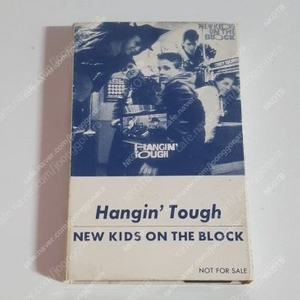 NEW KIDS
ON THE
BLOCK
HANGIN'
TOUGH
Hangin' Tough
NEW KIDS ON THE BLOCK
NOT FOR SALE